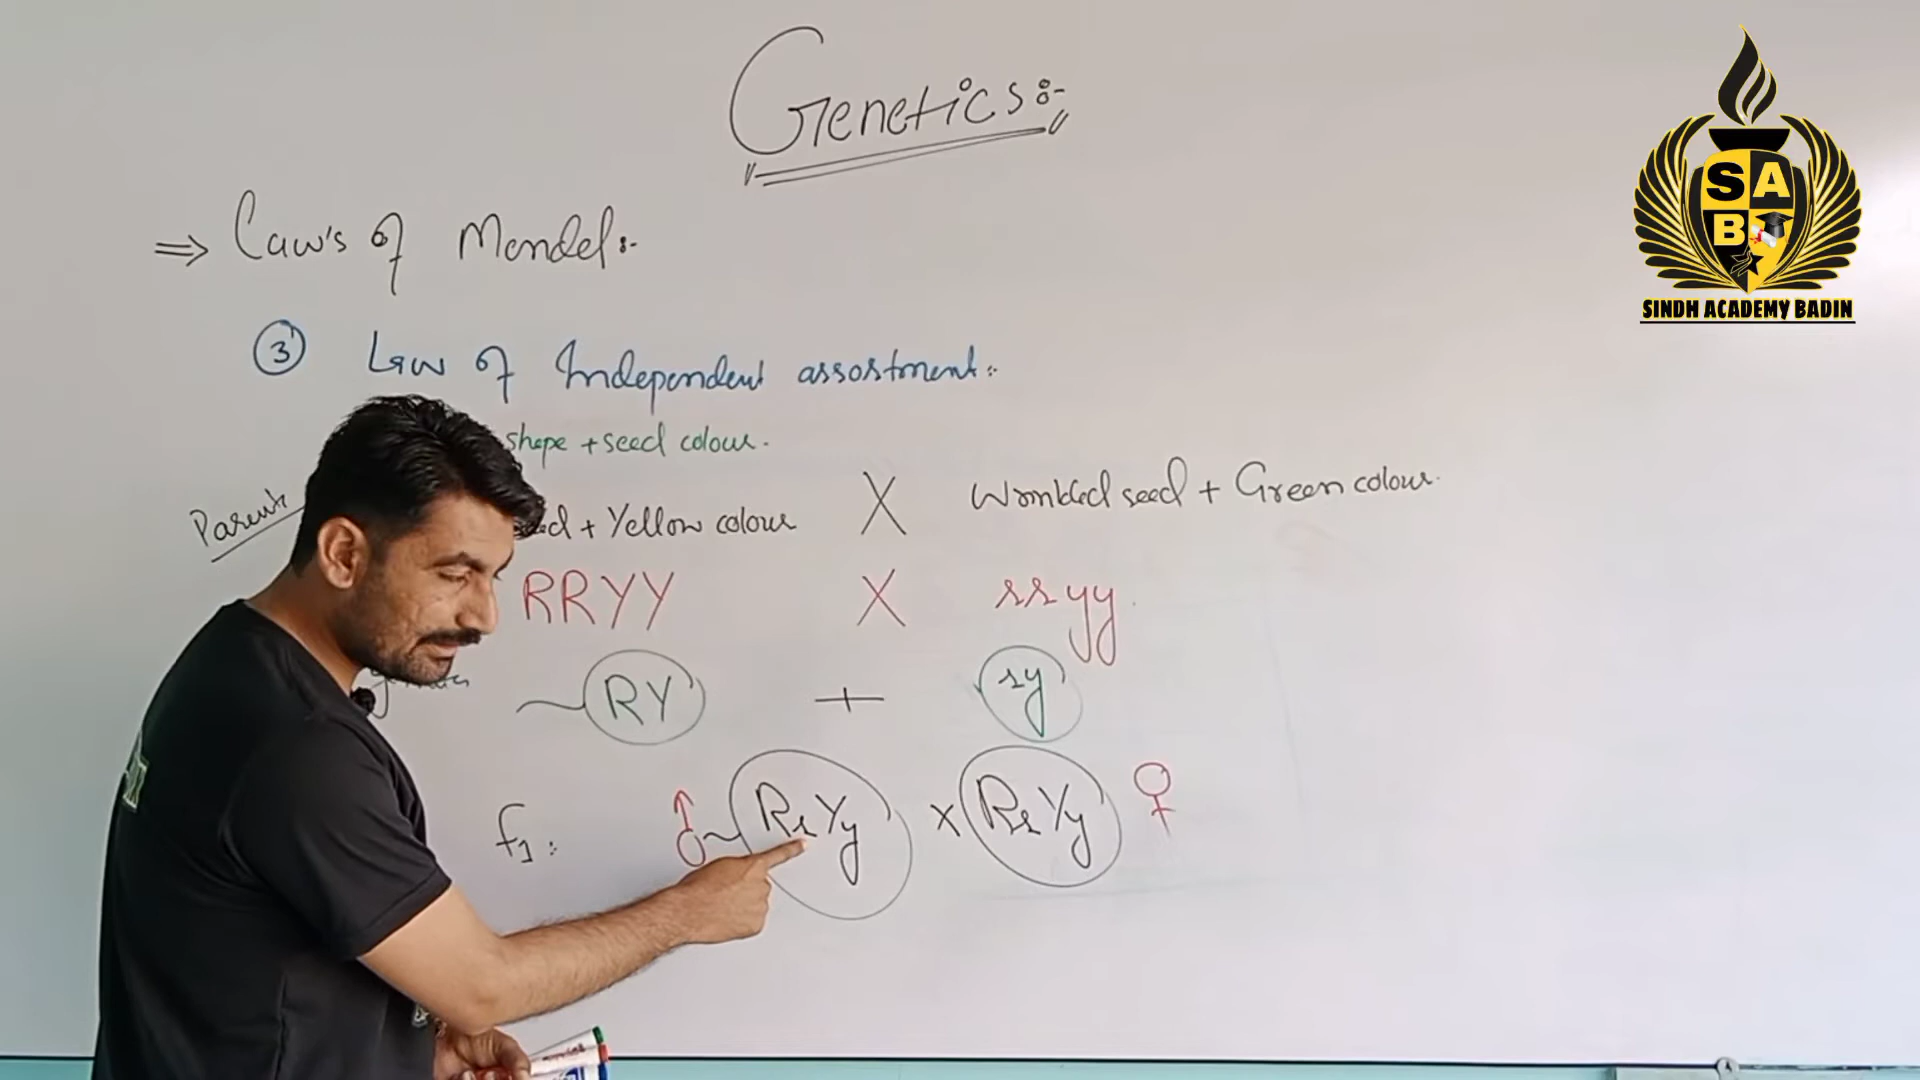 Genetics:-
SA
B
SINDH ACADEMY BADIN
⇒ Law's of Mendel:-
③ Law of Independent assortment:
shape + seed colour.
Parent
+ Yellow colour X Wrinkled seed + Green colour.
RRYY X rryy
RY + ry
F1: ♂ RrYy x RrYy ♀